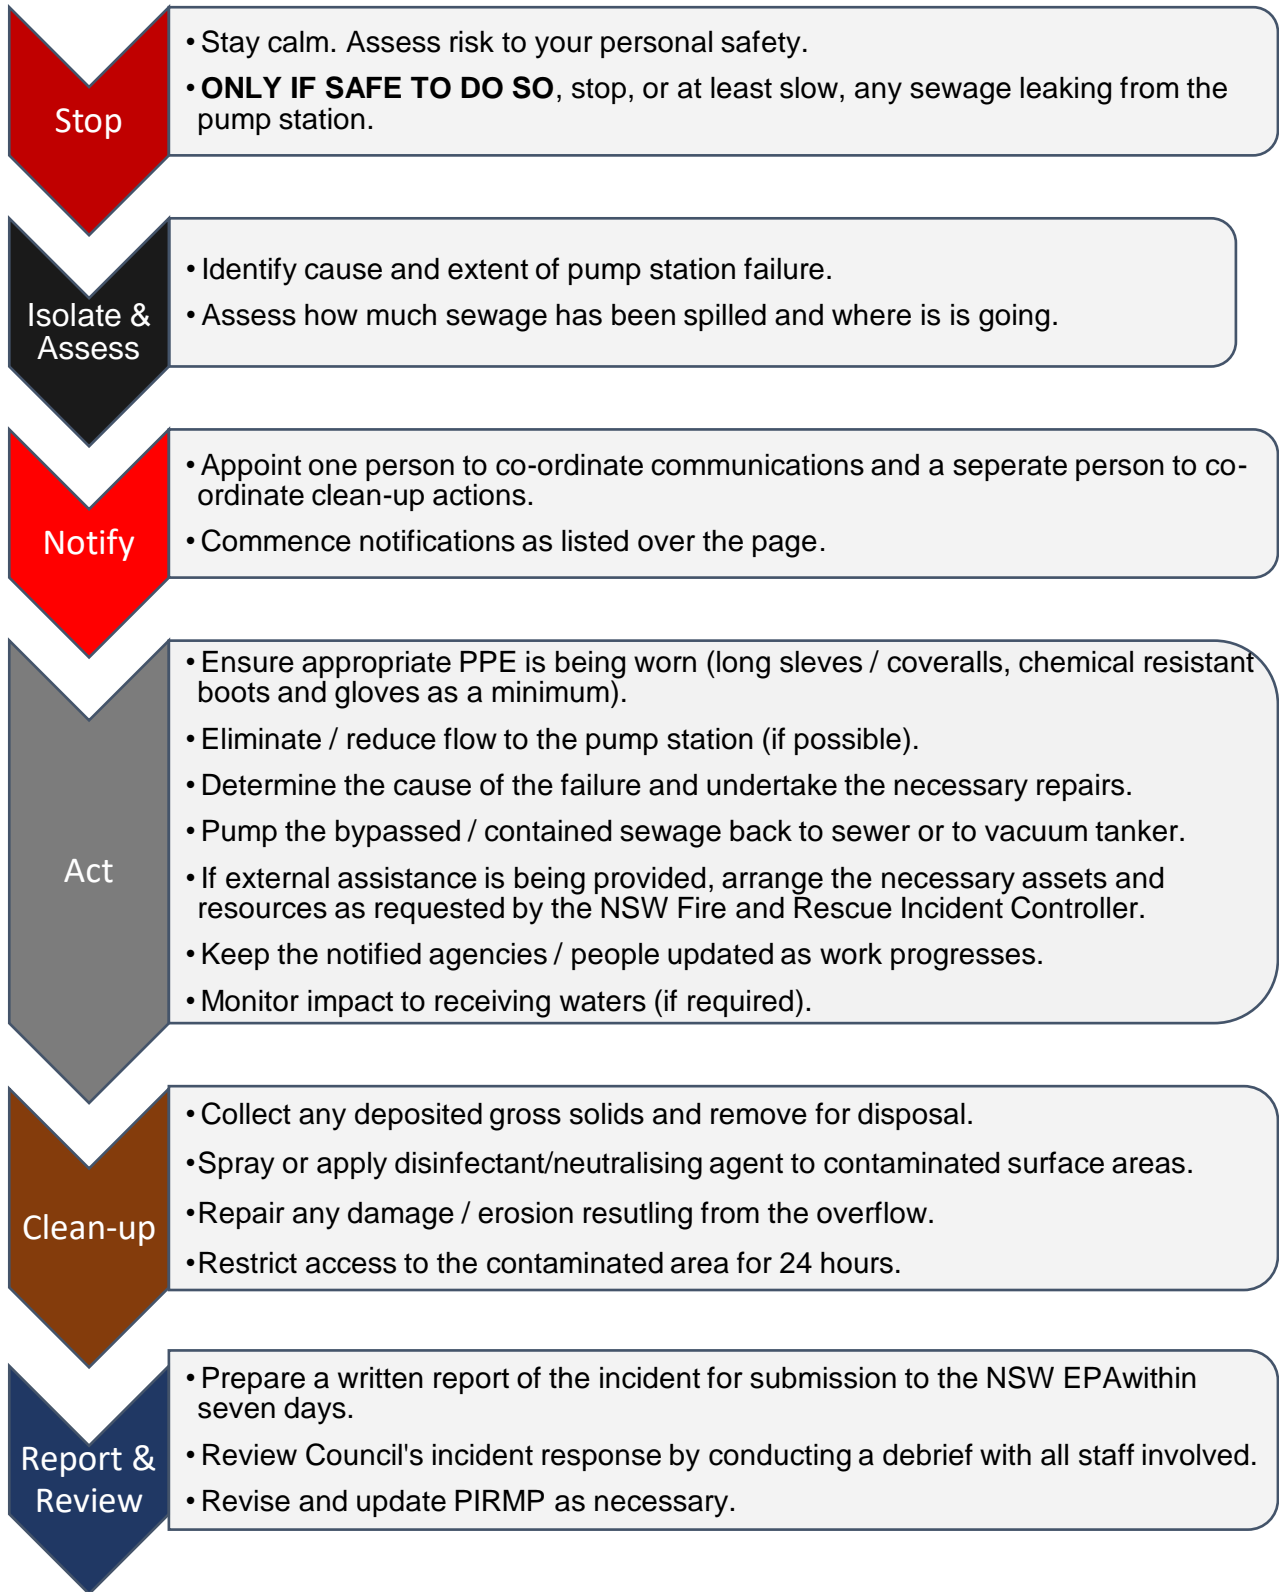 Stop
• Stay calm. Assess risk to your personal safety.
• ONLY IF SAFE TO DO SO, stop, or at least slow, any sewage leaking from the
pump station.
Isolate &
Assess
• Identify cause and extent of pump station failure.
• Assess how much sewage has been spilled and where is is going.
Notify
• Appoint one person to co-ordinate communications and a seperate person to co-
ordinate clean-up actions.
• Commence notifications as listed over the page.
Act
• Ensure appropriate PPE is being worn (long sleves / coveralls, chemical resistant
boots and gloves as a minimum).
• Eliminate / reduce flow to the pump station (if possible).
• Determine the cause of the failure and undertake the necessary repairs.
• Pump the bypassed / contained sewage back to sewer or to vacuum tanker.
• If external assistance is being provided, arrange the necessary assets and
resources as requested by the NSW Fire and Rescue Incident Controller.
• Keep the notified agencies / people updated as work progresses.
• Monitor impact to receiving waters (if required).
Clean-up
• Collect any deposited gross solids and remove for disposal.
• Spray or apply disinfectant/neutralising agent to contaminated surface areas.
• Repair any damage / erosion resutling from the overflow.
• Restrict access to the contaminated area for 24 hours.
Report &
Review
• Prepare a written report of the incident for submission to the NSW EPAwithin
seven days.
• Review Council's incident response by conducting a debrief with all staff involved.
• Revise and update PIRMP as necessary.